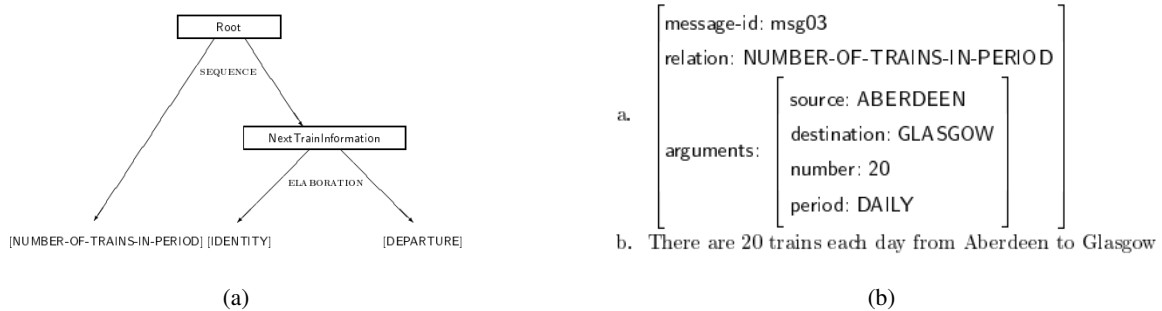 Root
SEQUENCE
NextTrainInformation
ELABORATION
[NUMBER-OF-TRAINS-IN-PERIOD] [IDENTITY] [DEPARTURE]
(a)
a.
message-id: msg03
relation: NUMBER-OF-TRAINS-IN-PERIOD
arguments:
source: ABERDEEN
destination: GLASGOW
number: 20
period: DAILY
b. There are 20 trains each day from Aberdeen to Glasgow
(b)